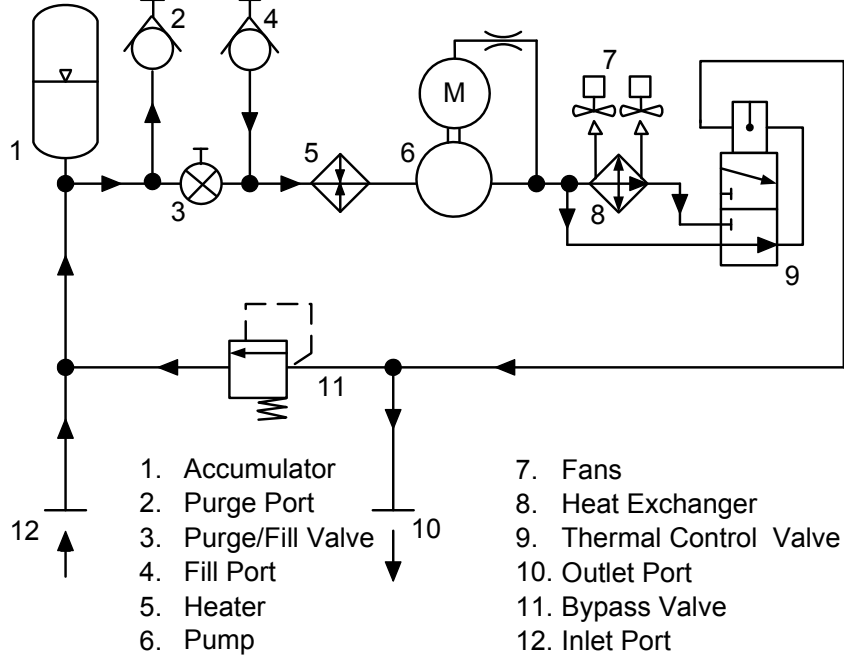 2
4
7
M
1
5
6
3
8
9
11
12
10
1. Accumulator
2. Purge Port
3. Purge/Fill Valve
4. Fill Port
5. Heater
6. Pump
7. Fans
8. Heat Exchanger
9. Thermal Control Valve
10. Outlet Port
11. Bypass Valve
12. Inlet Port